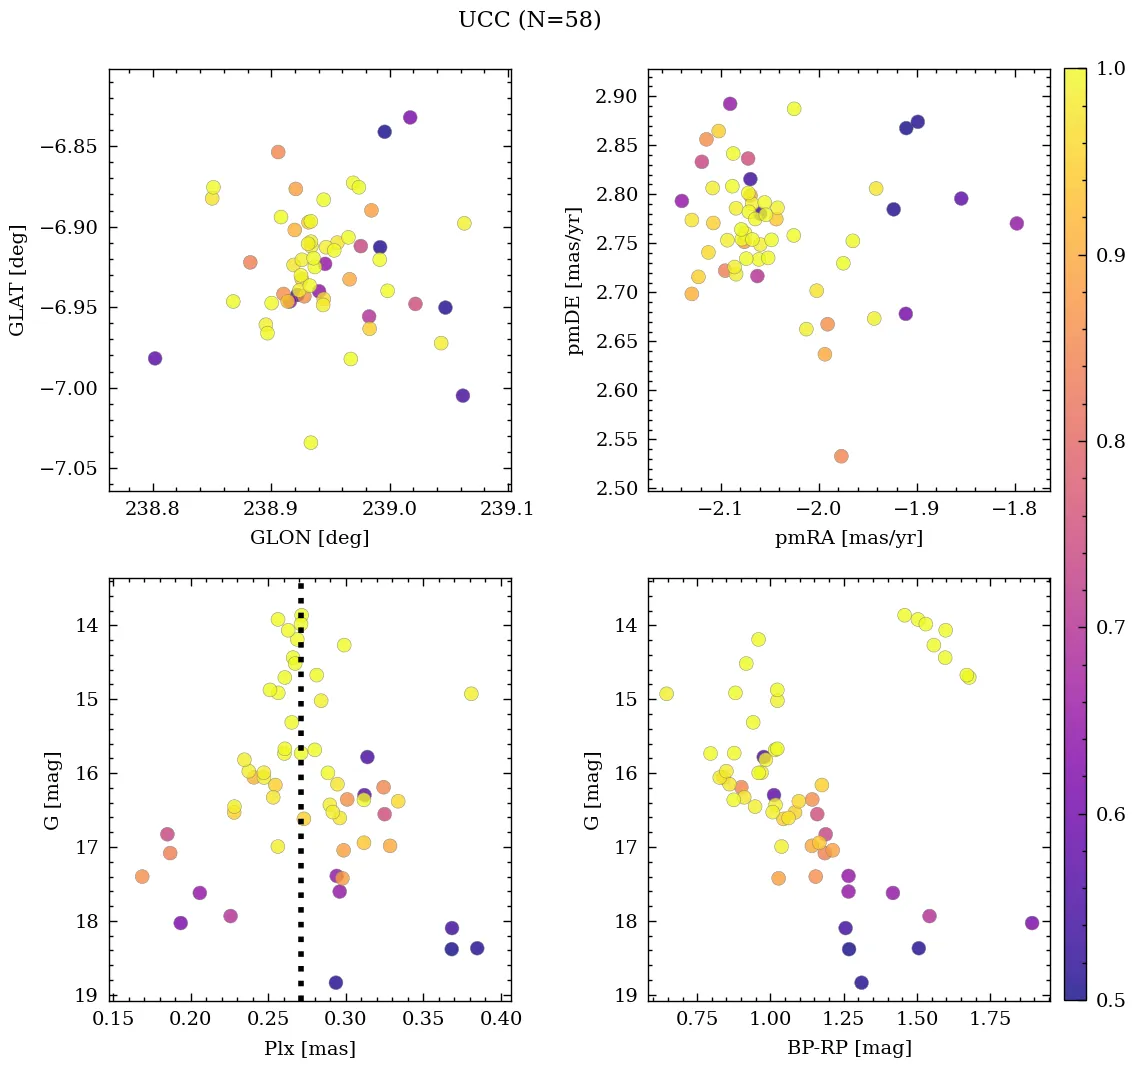 UCC (N=58)
−6.85
−6.90
−6.95
−7.00
−7.05
GLAT [deg]
238.8 238.9 239.0 239.1
GLON [deg]
2.90
2.85
2.80
2.75
2.70
2.65
2.60
2.55
2.50
pmDE [mas/yr]
−2.1 −2.0 −1.9 −1.8
pmRA [mas/yr]
1.0
0.9
0.8
0.7
0.6
0.5
14
15
16
17
18
19
G [mag]
0.15 0.20 0.25 0.30 0.35 0.40
Plx [mas]
14
15
16
17
18
19
G [mag]
0.75 1.00 1.25 1.50 1.75
BP-RP [mag]